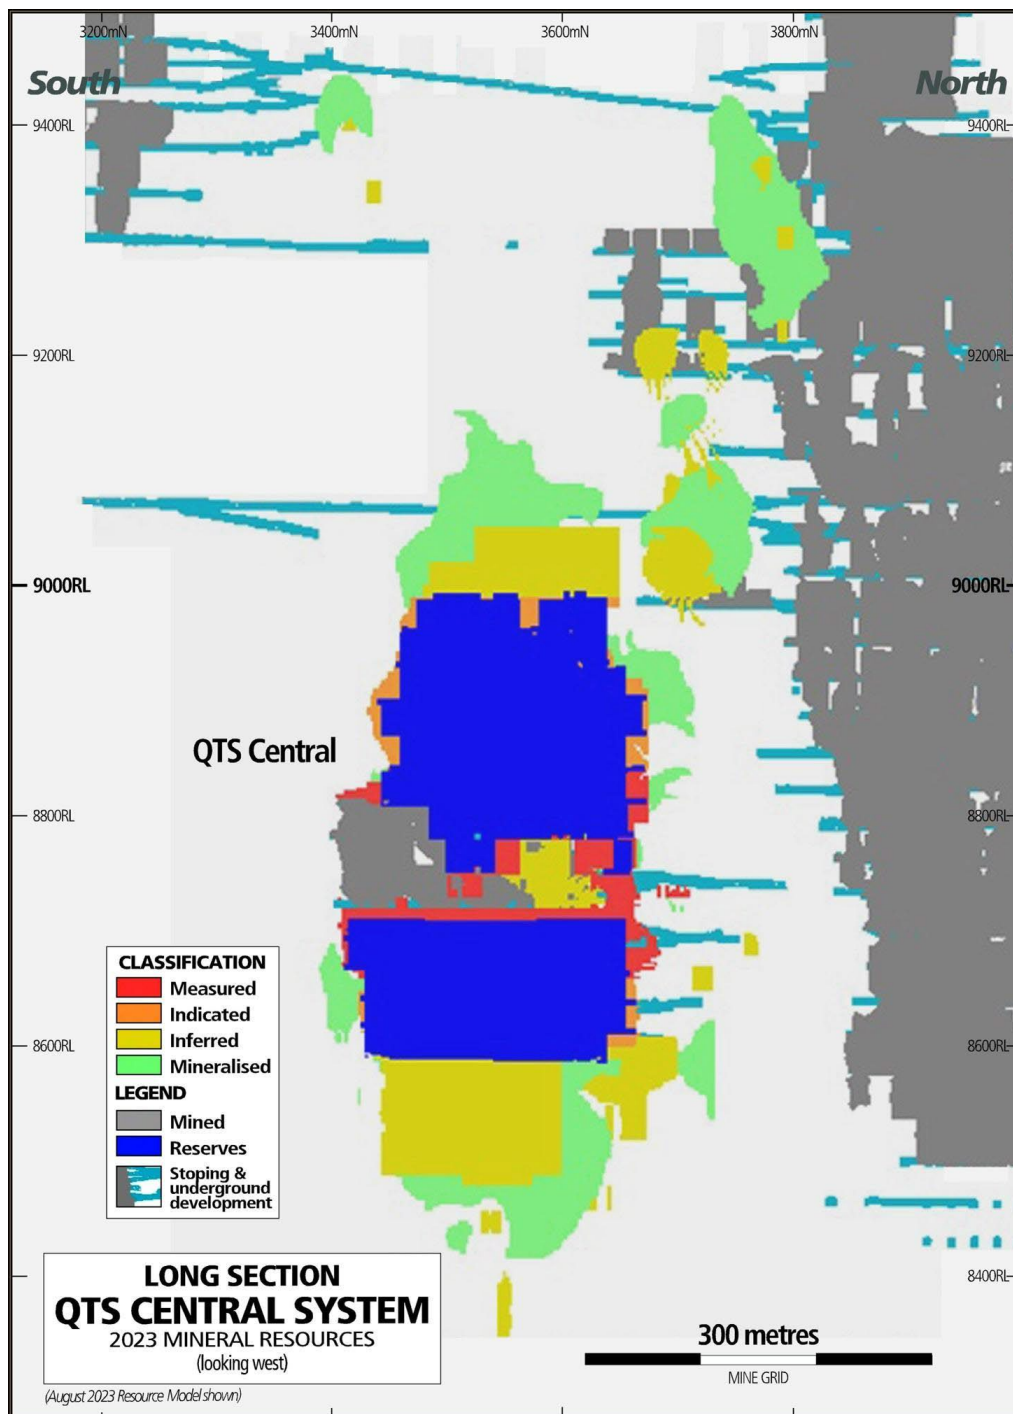 3200mN 3400mN 3600mN 3800mN
South North
9400RL 9400RL
9200RL 9200RL
9000RL 9000RL
QTS Central
8800RL 8800RL
CLASSIFICATION
Measured
Indicated
Inferred
Mineralised
LEGEND
Mined
Reserves
Stoping &
underground
development
8600RL 8600RL
8400RL
LONG SECTION
QTS CENTRAL SYSTEM
2023 MINERAL RESOURCES
(looking west)
(August 2023 Resource Model shown)
300 metres
MINE GRID